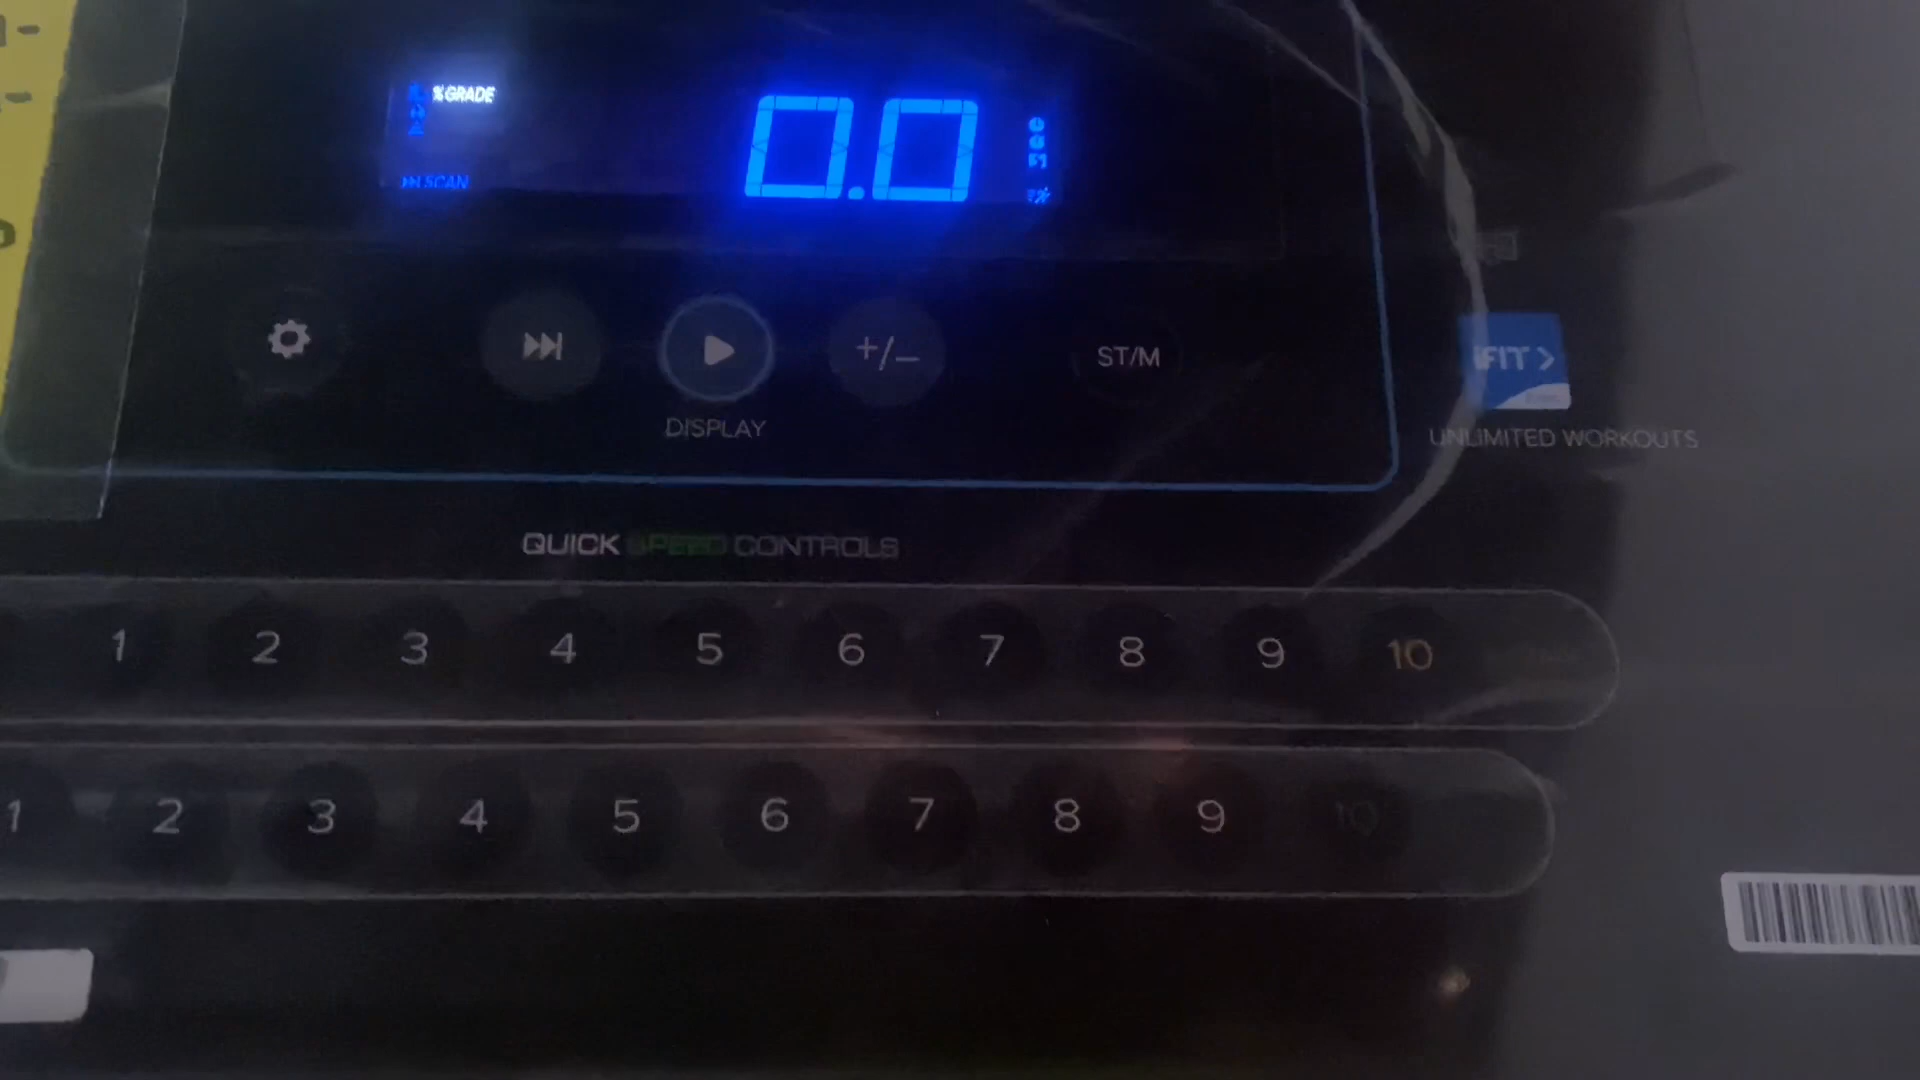 % GRADE
0.0
SCAN
+/–
ST/M
DISPLAY
iFIT
UNLIMITED WORKOUTS
QUICK SPEED CONTROLS
1 2 3 4 5 6 7 8 9 10
1 2 3 4 5 6 7 8 9 10